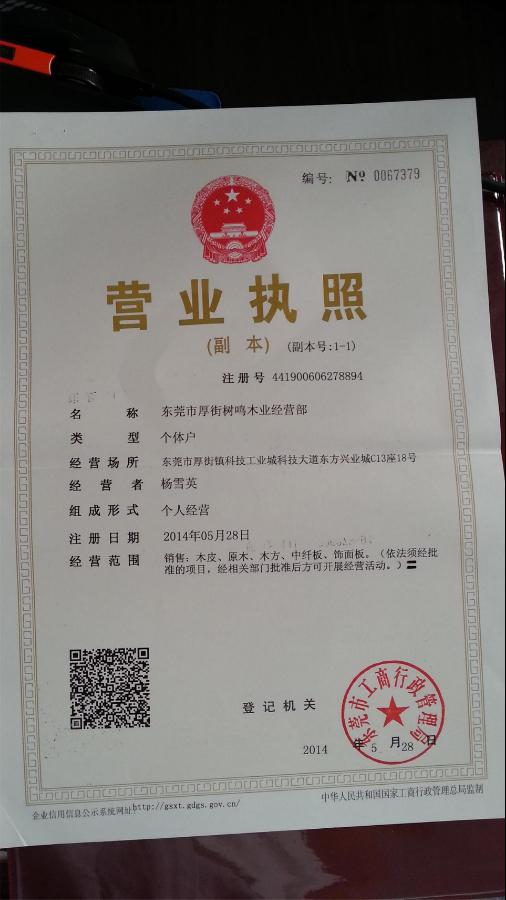 编号: № 0067379
营业执照
(副 本) (副本号:1-1)
注册号 441900606278894
名 称 东莞市厚街树鸣木业经营部
类 型 个体户
经营场所 东莞市厚街镇科技工业城科技大道东方兴业城C13座18号
经 营 者 杨雪英
组成形式 个人经营
注册日期 2014年05月28日
经营范围 销售：木皮、原木、木方、中纤板、饰面板。（依法须经批
准的项目，经相关部门批准后方可开展经营活动。）〓
东莞市工商行政管理局
登记机关
2014 年 5 月 28 日
企业信用信息公示系统网址: http://gsxt.gdgs.gov.cn/
中华人民共和国国家工商行政管理总局监制